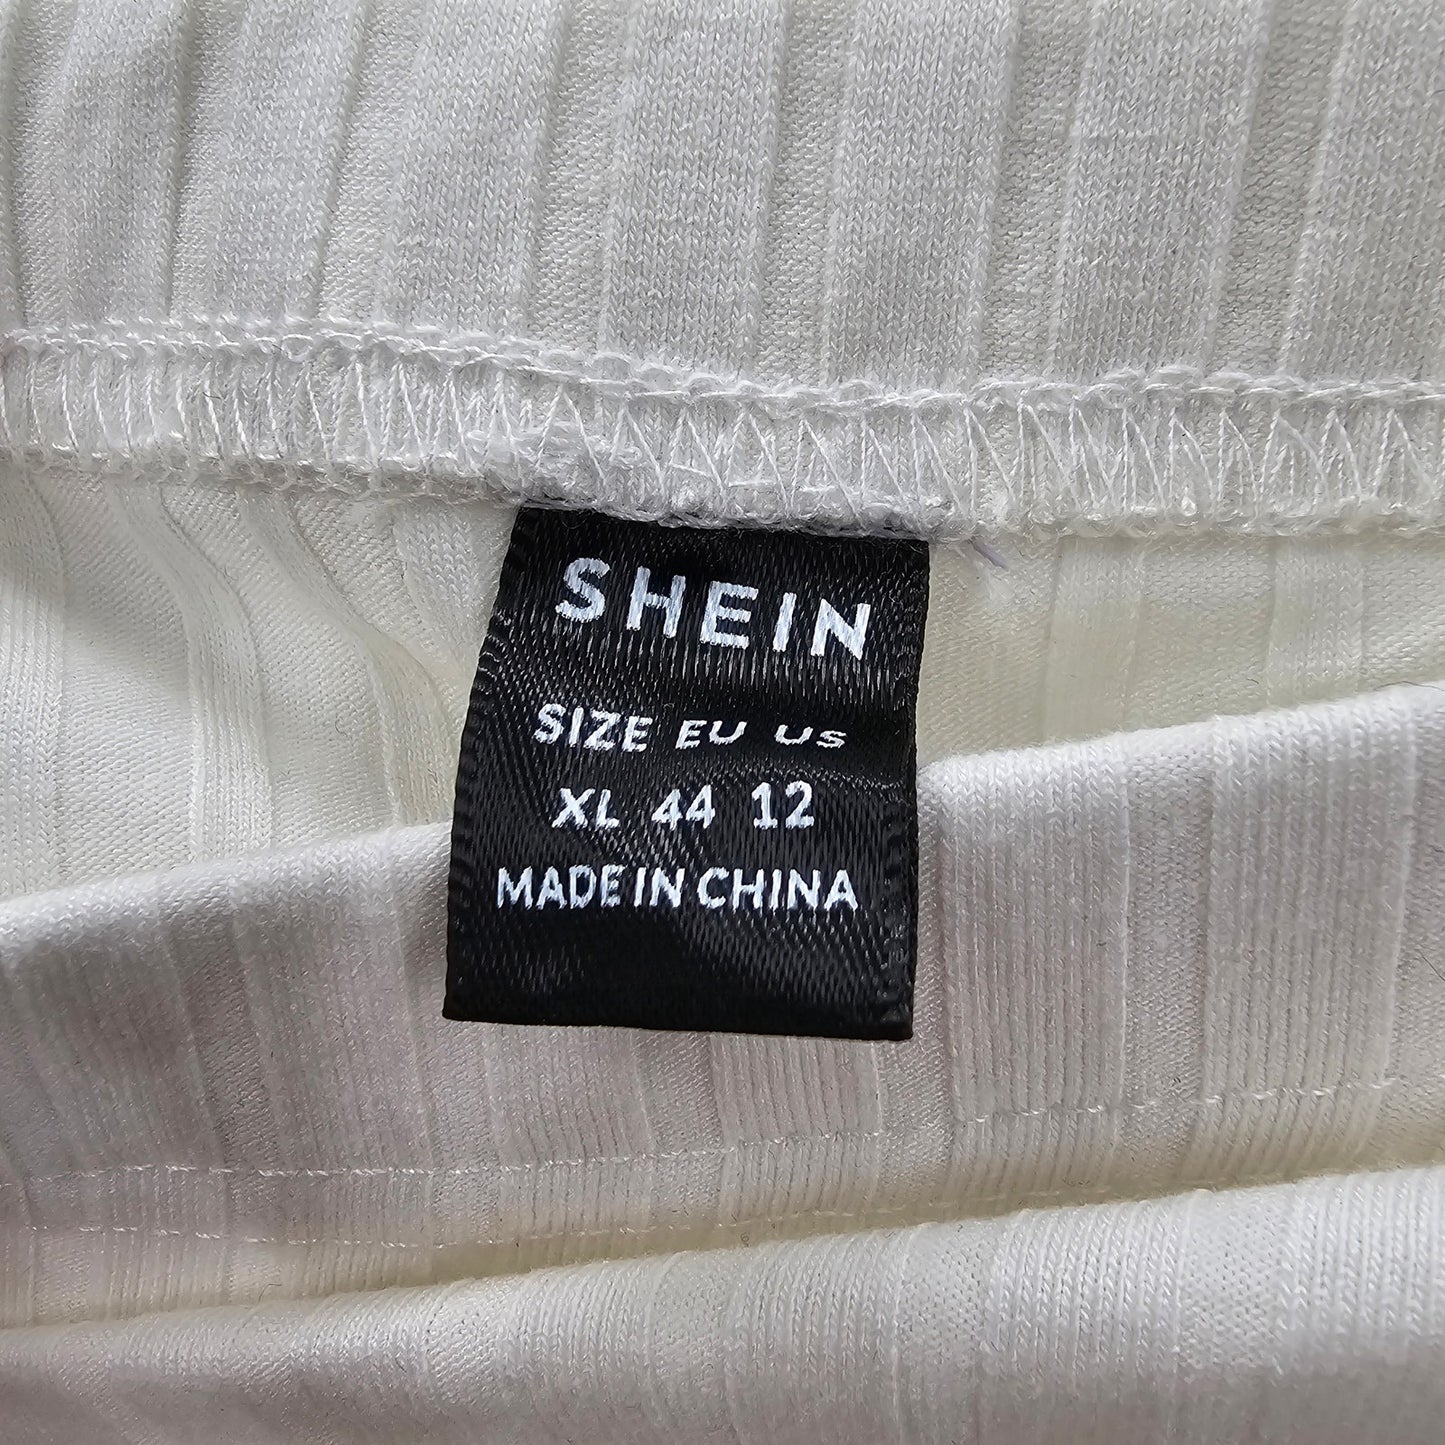 SHEIN
SIZE EU US
XL 44 12
MADE IN CHINA